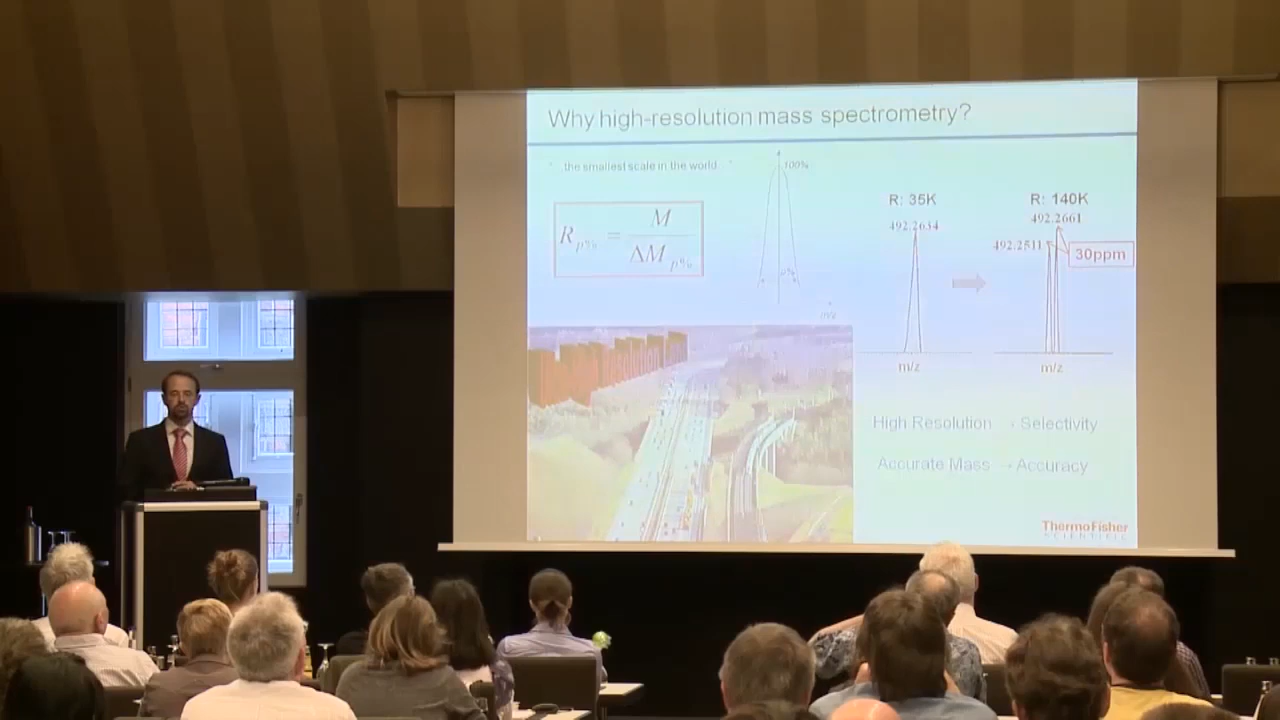 Why high-resolution mass spectrometry?
" the smallest scale in the world "
100%
R p% = M / ΔM p%
p%
m/z
R: 35K
492.2634
m/z
R: 140K
492.2661
492.2511
30ppm
m/z
High Resolution → Selectivity
Accurate Mass → Accuracy
ThermoFisher
SCIENTIFIC